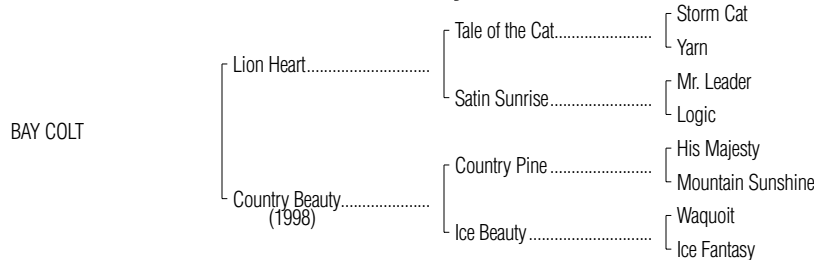 Storm Cat
Tale of the Cat
Yarn
Lion Heart
Mr. Leader
Satin Sunrise
Logic
BAY COLT
His Majesty
Country Pine
Mountain Sunshine
Country Beauty
(1998)
Waquoit
Ice Beauty
Ice Fantasy